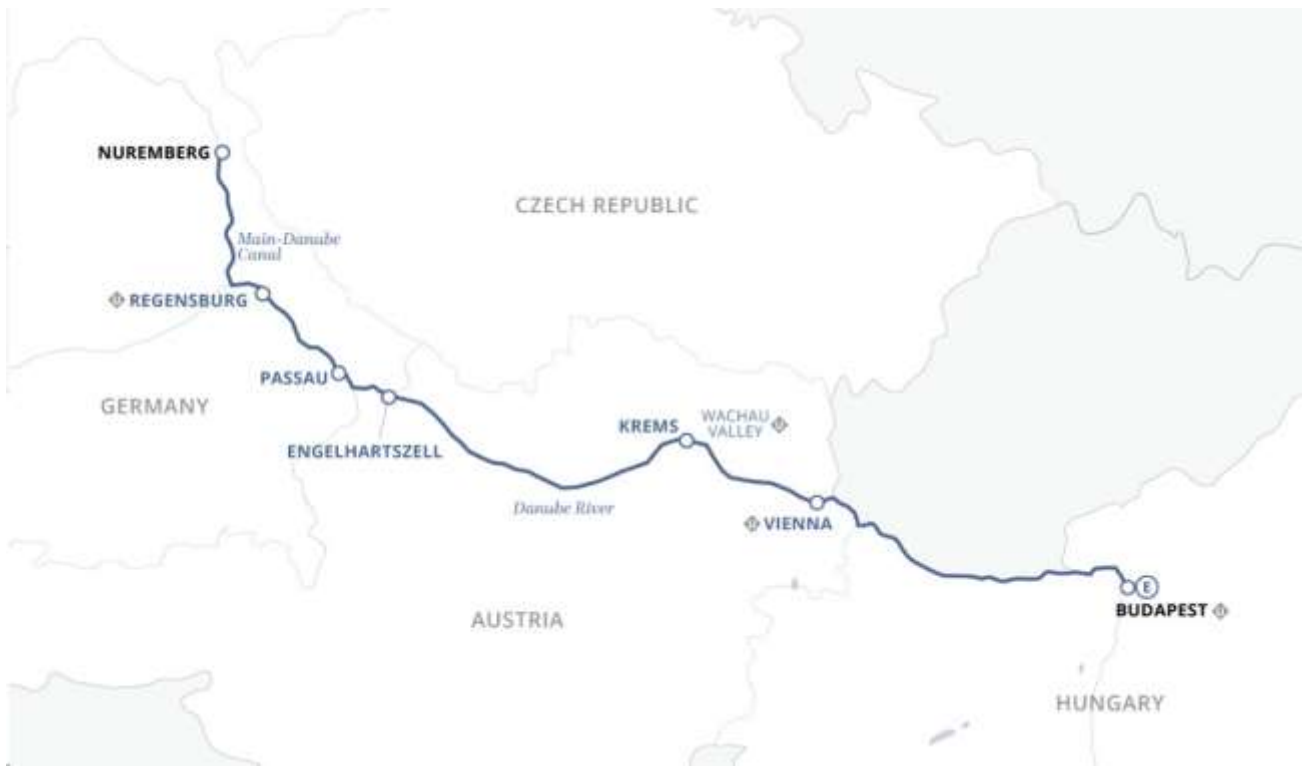 NUREMBERG
CZECH REPUBLIC
Main-Danube
Canal
REGENSBURG
PASSAU
GERMANY
ENGELHARTSZELL
KREMS
WACHAU
VALLEY
Danube River
VIENNA
E
BUDAPEST
AUSTRIA
HUNGARY